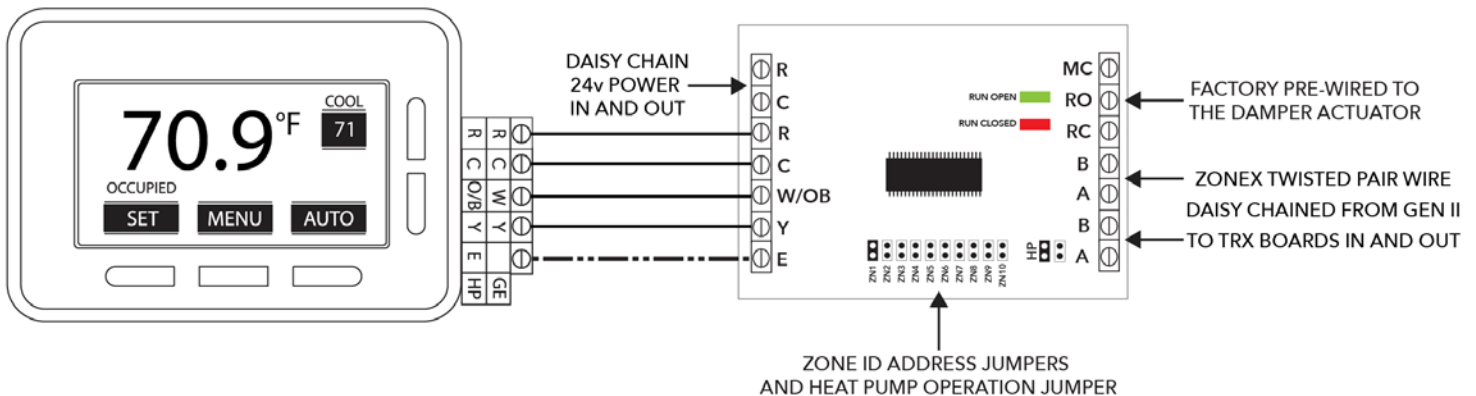 70.9°F
COOL
71
OCCUPIED
SET
MENU
AUTO
R R
C C
O/B W
Y Y
E
HP GE
DAISY CHAIN
24v POWER
IN AND OUT
R
C
R
C
W/OB
Y
E
RUN OPEN
RUN CLOSED
ZN1
ZN2
ZN3
ZN4
ZN5
ZN6
ZN7
ZN8
ZN9
ZN10
HP
MC
RO
RC
B
A
B
A
FACTORY PRE-WIRED TO
THE DAMPER ACTUATOR
ZONEX TWISTED PAIR WIRE
DAISY CHAINED FROM GEN II
TO TRX BOARDS IN AND OUT
ZONE ID ADDRESS JUMPERS
AND HEAT PUMP OPERATION JUMPER